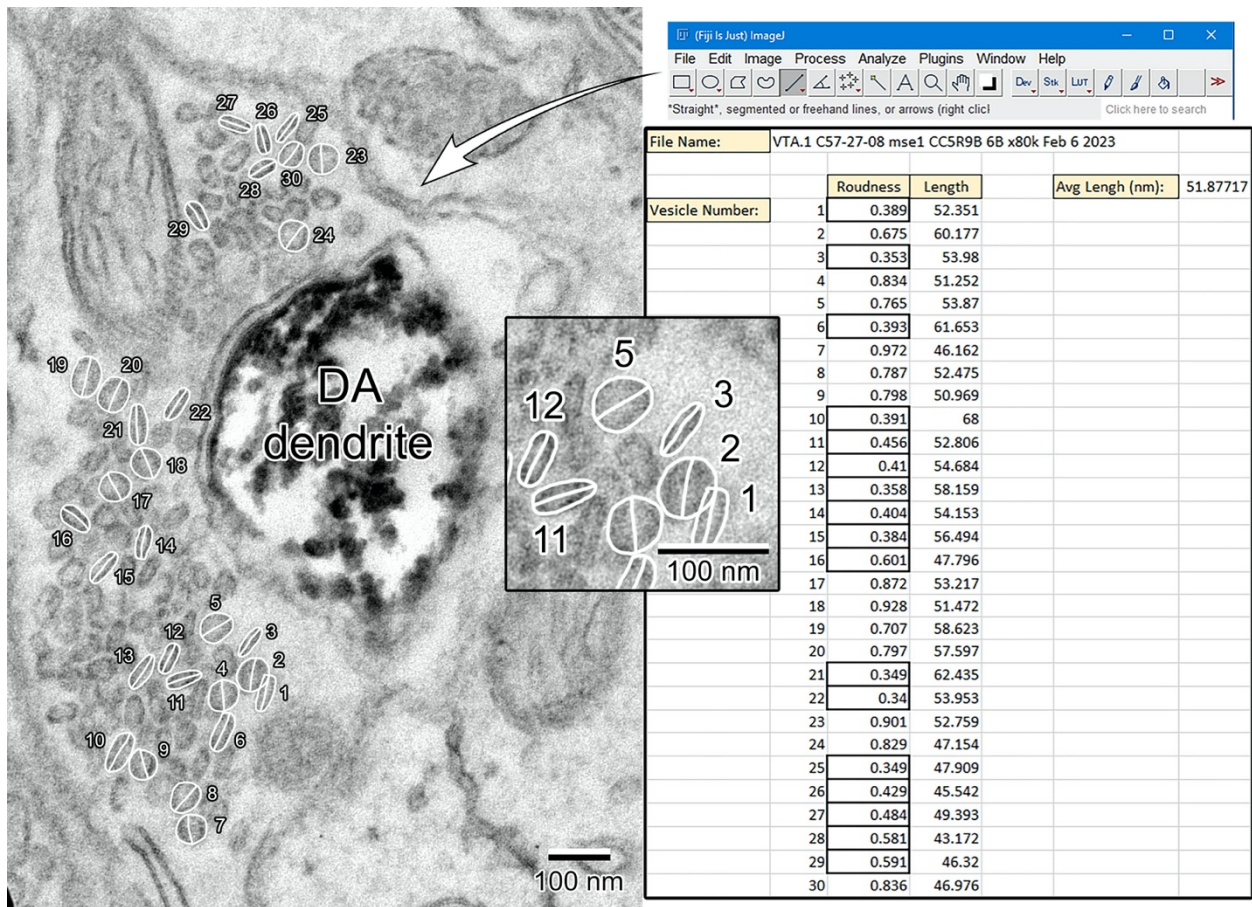 (Fiji Is Just) ImageJ
File Edit Image Process Analyze Plugins Window Help
Dev Stk LUT
*Straight*, segmented or freehand lines, or arrows (right clicl
Click here to search
File Name: VTA.1 C57-27-08 mse1 CC5R9B 6B x80k Feb 6 2023
Roudness Length Avg Lengh (nm): 51.87717
Vesicle Number: 1 0.389 52.351
2 0.675 60.177
3 0.353 53.98
4 0.834 51.252
5 0.765 53.87
6 0.393 61.653
7 0.972 46.162
8 0.787 52.475
9 0.798 50.969
10 0.391 68
11 0.456 52.806
12 0.41 54.684
13 0.358 58.159
14 0.404 54.153
15 0.384 56.494
16 0.601 47.796
17 0.872 53.217
18 0.928 51.472
19 0.707 58.623
20 0.797 57.597
21 0.349 62.435
22 0.34 53.953
23 0.901 52.759
24 0.829 47.154
25 0.349 47.909
26 0.429 45.542
27 0.484 49.393
28 0.581 43.172
29 0.591 46.32
30 0.836 46.976
27
26
25
23
28
30
29
24
19
20
22
21
18
17
16
14
15
5
12
3
13
4
2
11
1
10
9
6
8
7
DA
dendrite
100 nm
5
3
12
2
1
11
100 nm